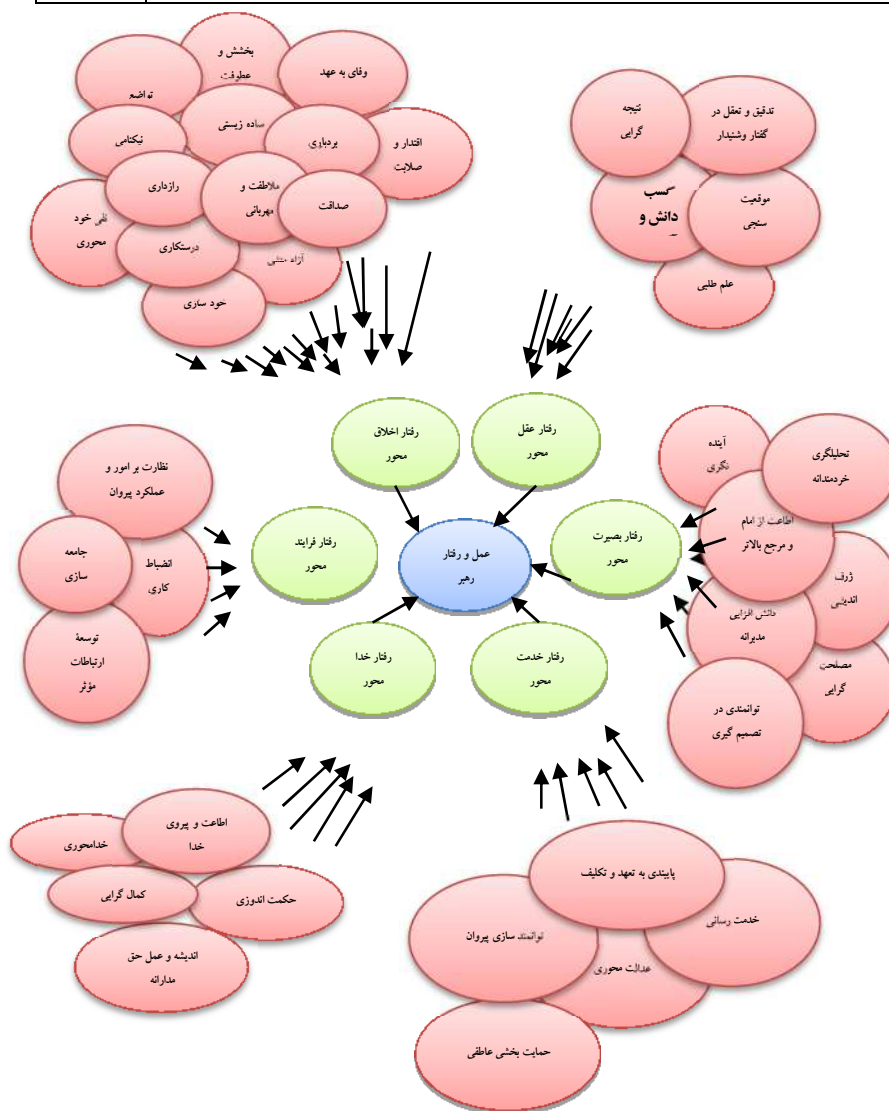 بخشش و
عطوفت
وفای به عهد
تواضع
ساده زیستی
نیکنامی
بردباری
اقتدار و
صلابت
رازداری
ملاطفت و
مهربانی
صداقت
نفی خود
محوری
درستکاری
آزاد منشی
خود سازی
نتیجه
گرایی
تدقیق و تعقل در
گفتار وشنیدار
کسب
دانش و
موقعیت
سنجی
علم طلبی
رفتار اخلاق
محور
رفتار عقل
محور
آینده
نگری
تحلیلگری
خردمندانه
نظارت بر امور و
عملکرد پیروان
جامعه
سازی
انضباط
کاری
توسعۀ
ارتباطات
مؤثر
رفتار فرایند
محور
عمل و رفتار
رهبر
رفتار بصیرت
محور
اطاعت از امام
و مرجع بالاتر
ژرف
اندیشی
دانش افزایی
مدبرانه
مصلحت
گرایی
توانمندی در
تصمیم گیری
رفتار خدا
محور
رفتار خدمت
محور
اطاعت و پیروی
خدا
خدامحوری
کمال گرایی
حکمت اندوزی
اندیشه و عمل حق
مدارانه
پایبندی به تعهد و تکلیف
خدمت رسانی
توانمند سازی پیروان
عدالت محوری
حمایت بخشی عاطفی